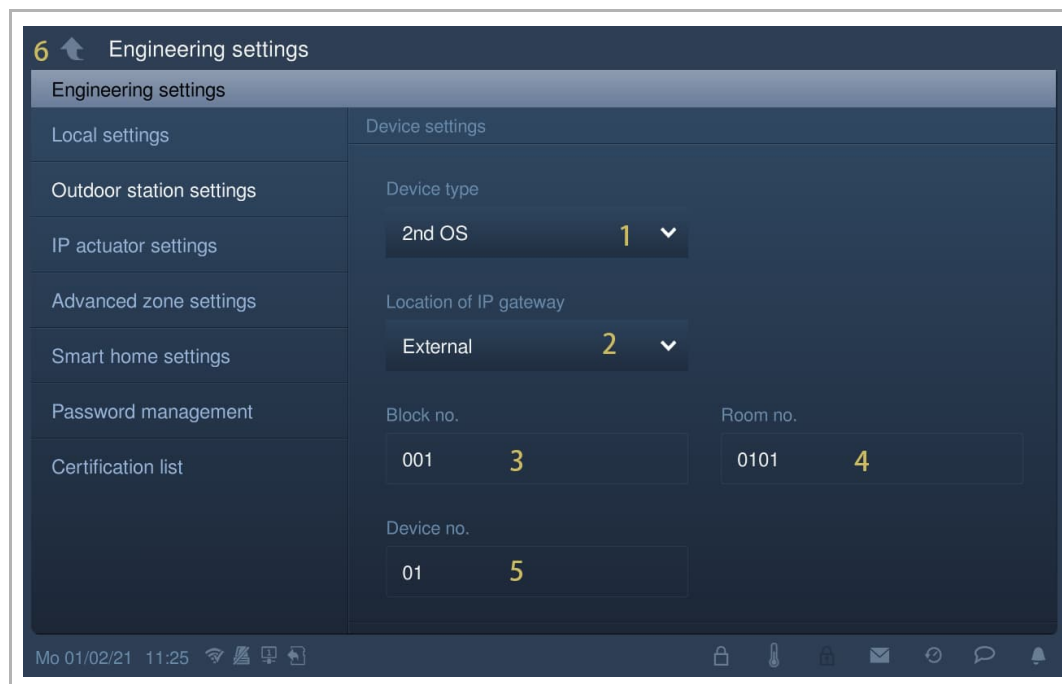 6 Engineering settings
Engineering settings
Local settings
Device settings
Outdoor station settings
Device type
2nd OS 1
IP actuator settings
Advanced zone settings
Location of IP gateway
External 2
Smart home settings
Password management
Block no. Room no.
001 3 0101 4
Certification list
Device no.
01 5
Mo 01/02/21 11:25